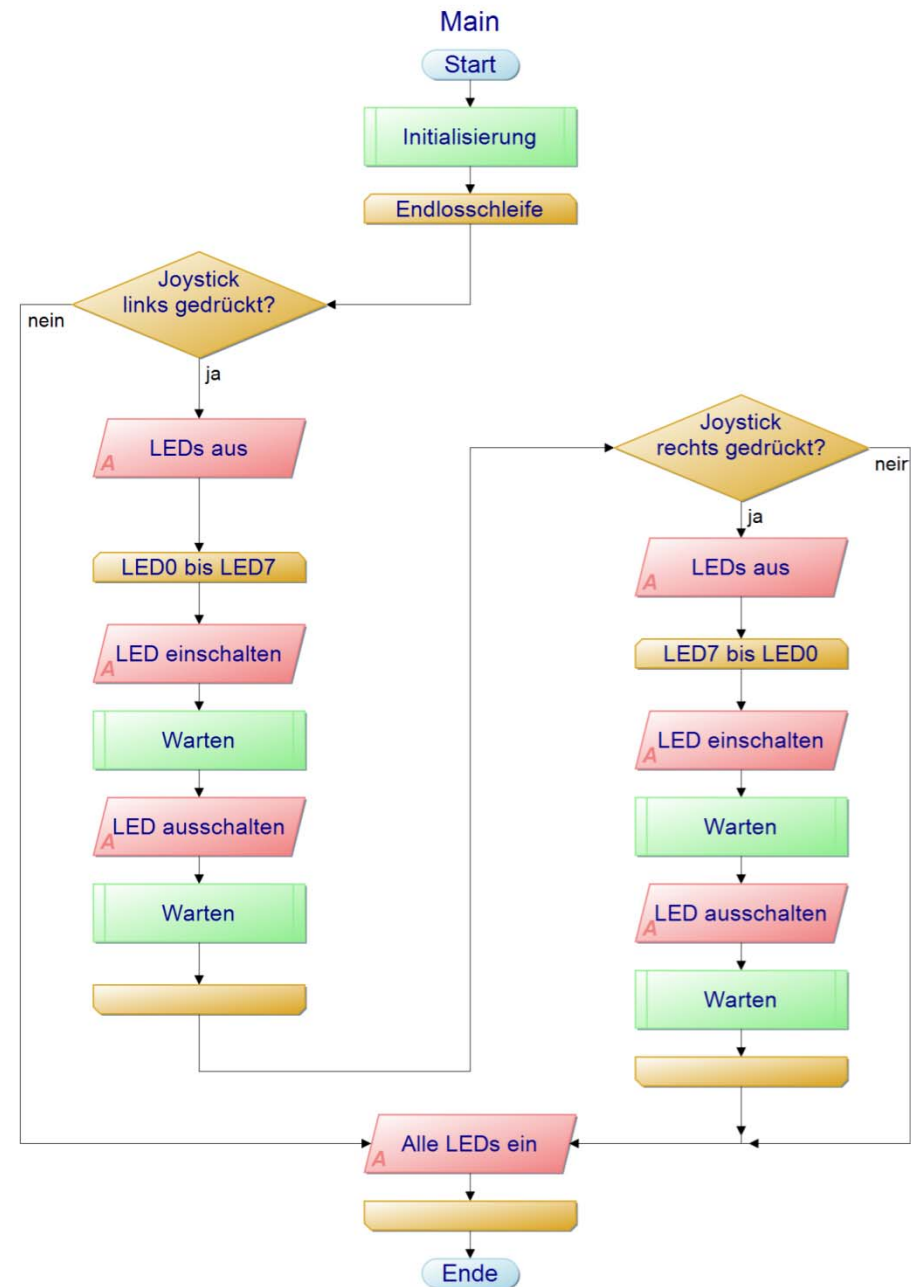 Main
Start
Initialisierung
Endlosschleife
Joystick
links gedrückt?
nein
ja
LEDs aus
A
LED0 bis LED7
LED einschalten
A
Warten
LED ausschalten
A
Warten
Joystick
rechts gedrückt?
neir
ja
LEDs aus
A
LED7 bis LED0
LED einschalten
A
Warten
LED ausschalten
A
Warten
Alle LEDs ein
A
Ende